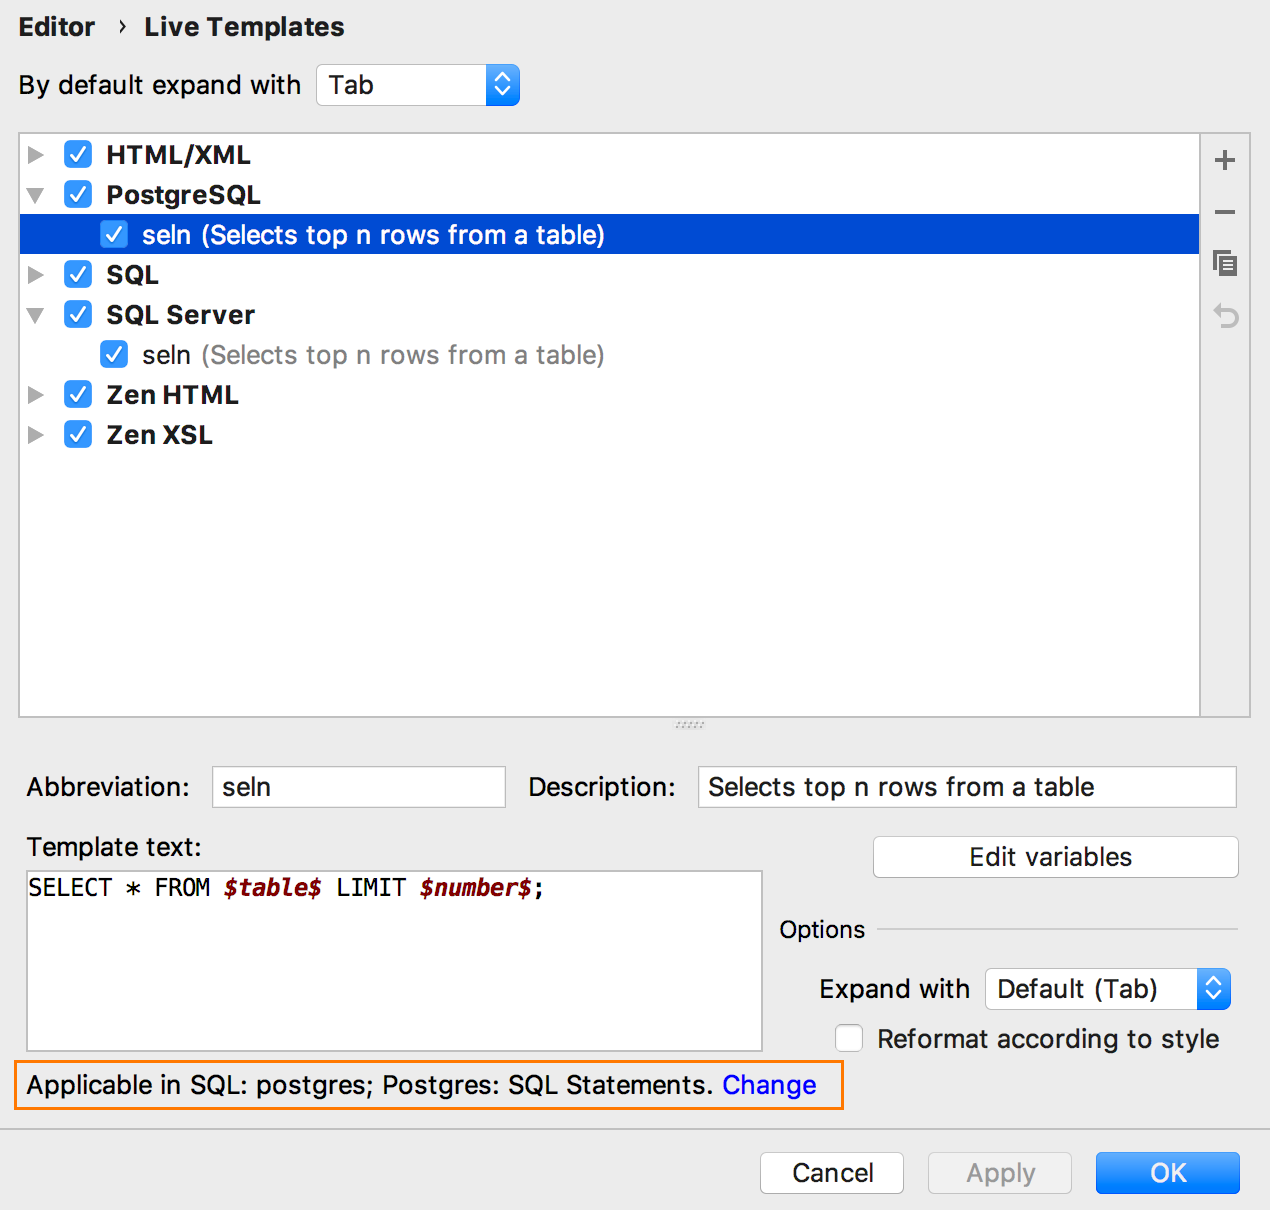 Editor › Live Templates
By default expand with Tab
HTML/XML
PostgreSQL
seln (Selects top n rows from a table)
SQL
SQL Server
seln (Selects top n rows from a table)
Zen HTML
Zen XSL
Abbreviation: seln Description: Selects top n rows from a table
Template text:
Edit variables
SELECT * FROM $table$ LIMIT $number$;
Options
Expand with Default (Tab)
Reformat according to style
Applicable in SQL: postgres; Postgres: SQL Statements. Change
Cancel Apply OK